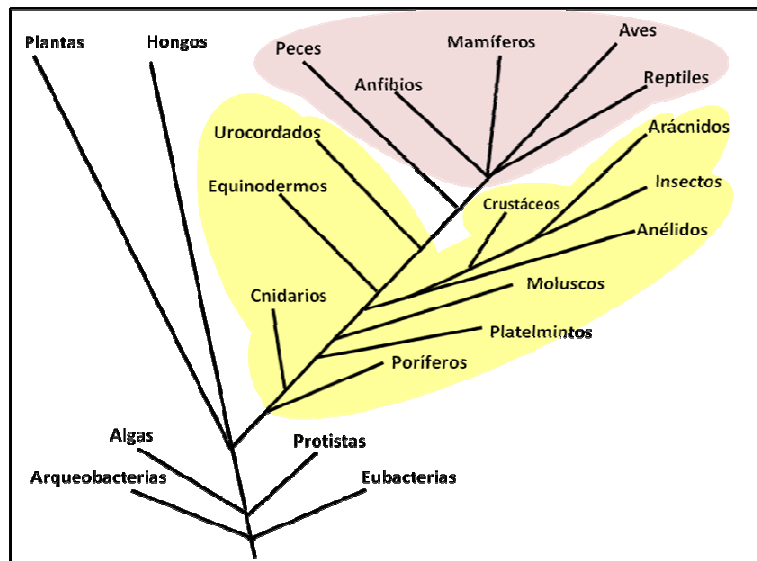 Plantas
Hongos
Peces
Mamíferos
Aves
Anfibios
Reptiles
Urocordados
Arácnidos
Equinodermos
Crustáceos
Insectos
Anélidos
Cnidarios
Moluscos
Platelmintos
Poríferos
Algas
Protistas
Arqueobacterias
Eubacterias